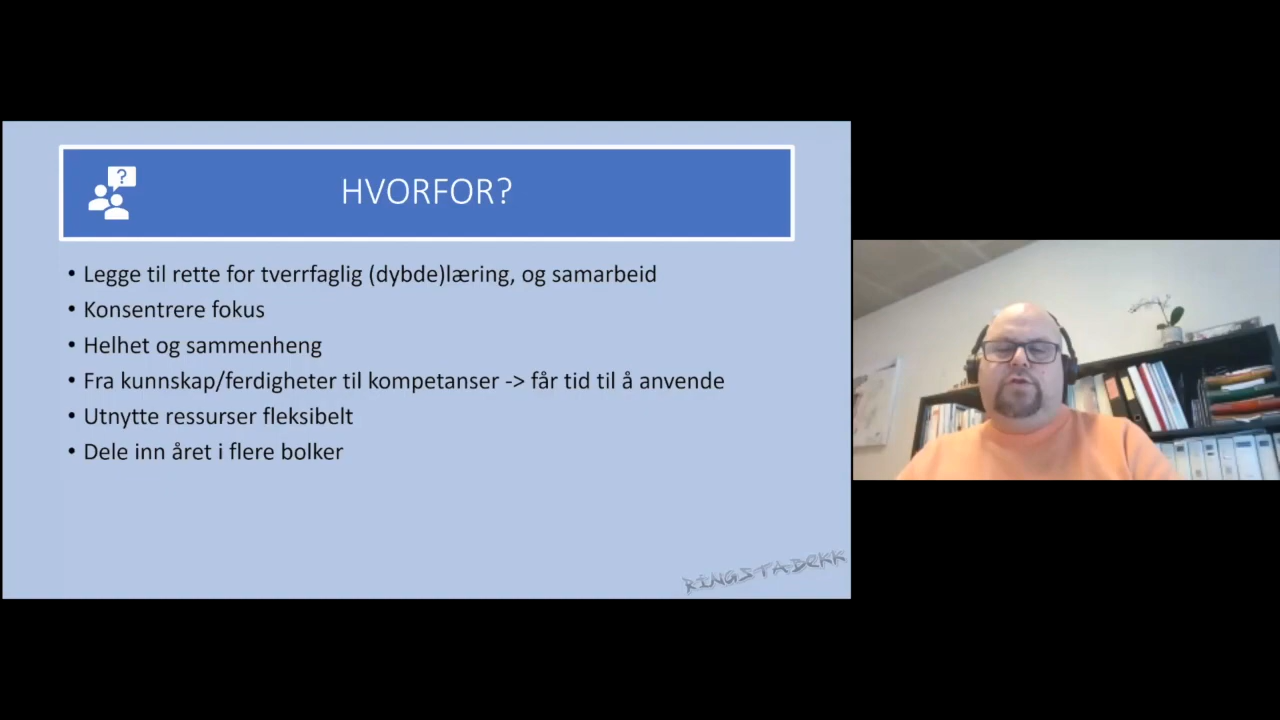 ?
HVORFOR?
• Legge til rette for tverrfaglig (dybde)læring, og samarbeid
• Konsentrere fokus
• Helhet og sammenheng
• Fra kunnskap/ferdigheter til kompetanser -> får tid til å anvende
• Utnytte ressurser fleksibelt
• Dele inn året i flere bolker
RINGSTABEKK